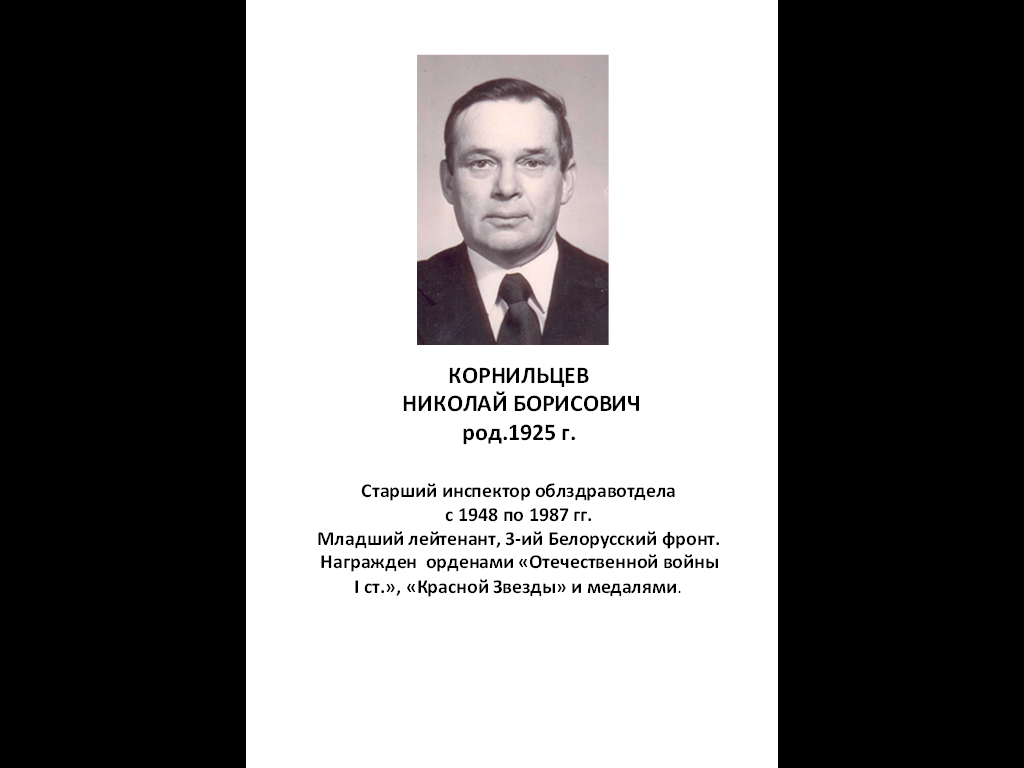 КОРНИЛЬЦЕВ
НИКОЛАЙ БОРИСОВИЧ
род.1925 г.
Старший инспектор облздравотдела
с 1948 по 1987 гг.
Младший лейтенант, 3-ий Белорусский фронт.
Награжден  орденами «Отечественной войны
I ст.», «Красной Звезды» и медалями.